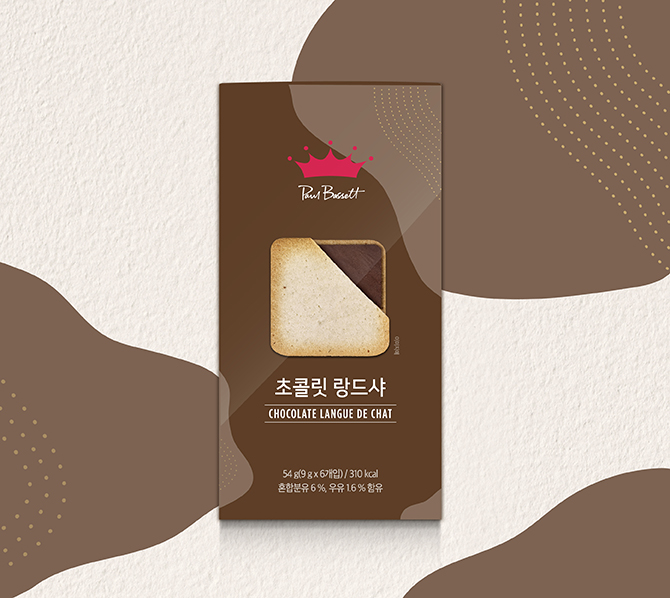 Paul Bassett
초콜릿 랑드샤
CHOCOLATE LANGUE DE CHAT
54 g(9 g x 6개입) / 310 kcal
혼합분유 6 %, 우유 1.6 % 함유